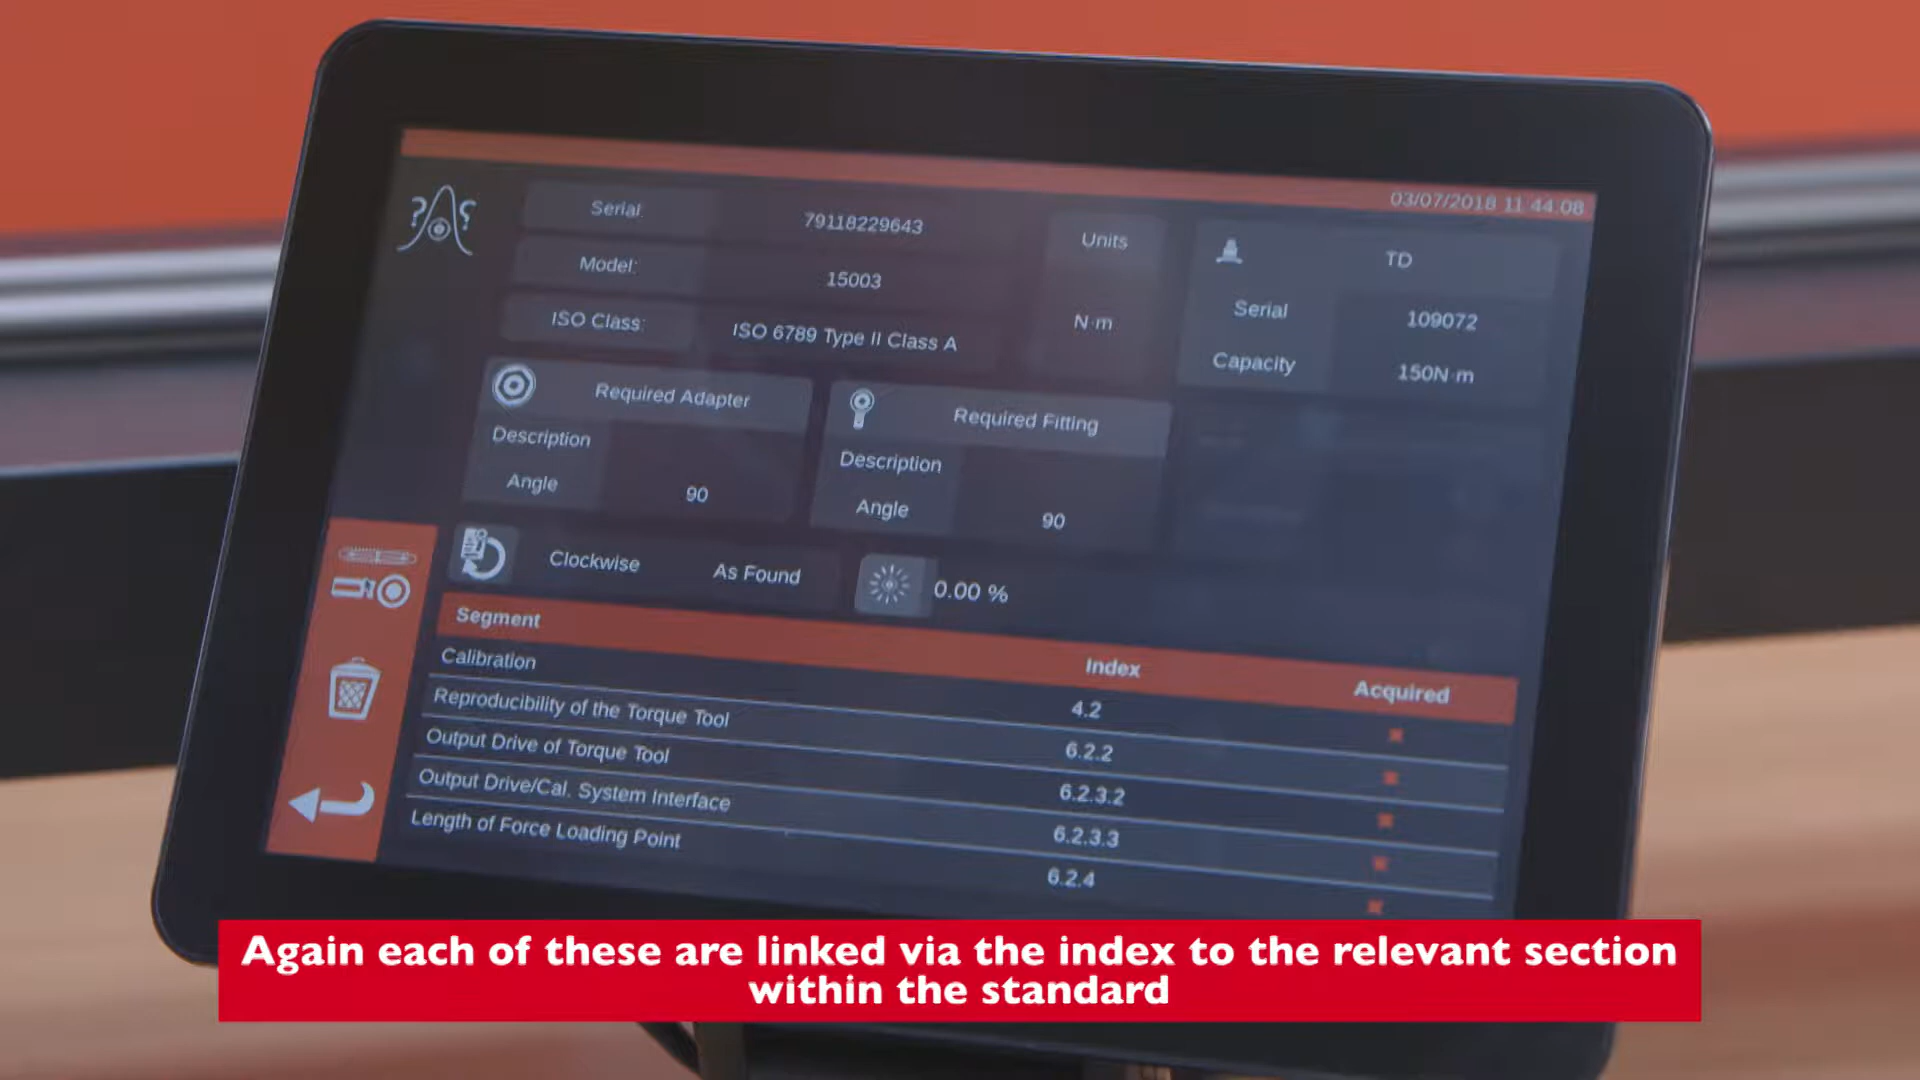 03/07/2018 11 44:08
Serial: 79118229643
Model: 15003
ISO Class: ISO 6789 Type II Class A
Units
N·m
TD
Serial 109072
Capacity 150N·m
Required Adapter
Description
Angle 90
Required Fitting
Description
Angle 90
Clockwise As Found 0.00 %
Segment Index Acquired
Calibration 4.2
Reproducibility of the Torque Tool 6.2.2
Output Drive of Torque Tool 6.2.3.2
Output Drive/Cal. System Interface 6.2.3.3
Length of Force Loading Point 6.2.4
Again each of these are linked via the index to the relevant section
within the standard